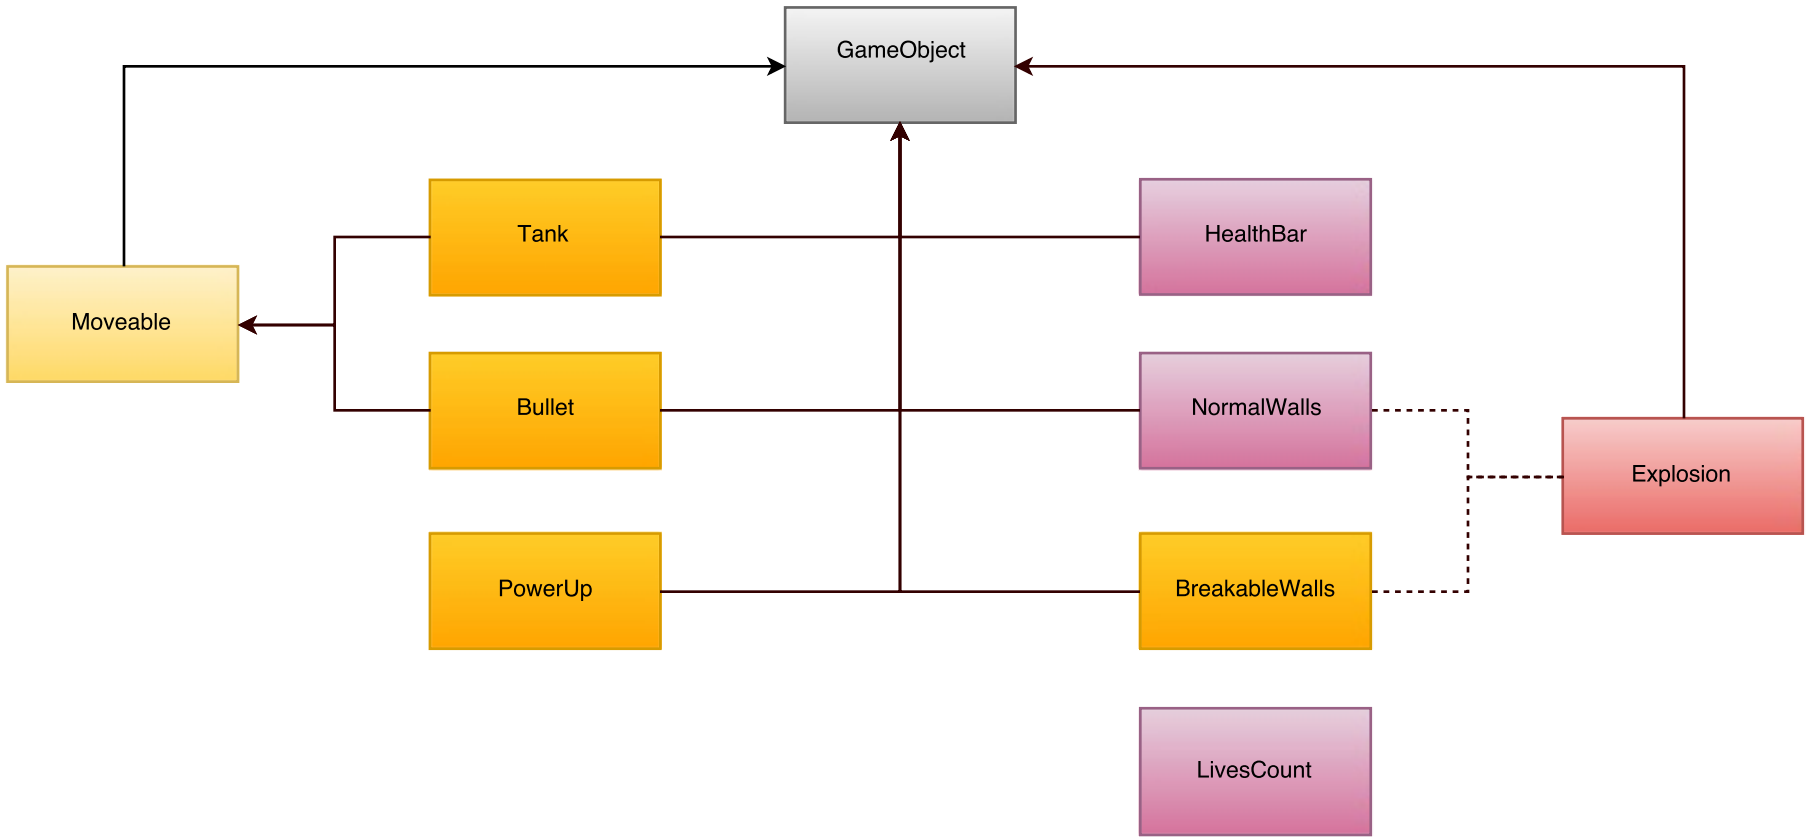 GameObject
Tank
HealthBar
Moveable
Bullet
NormalWalls
Explosion
PowerUp
BreakableWalls
LivesCount